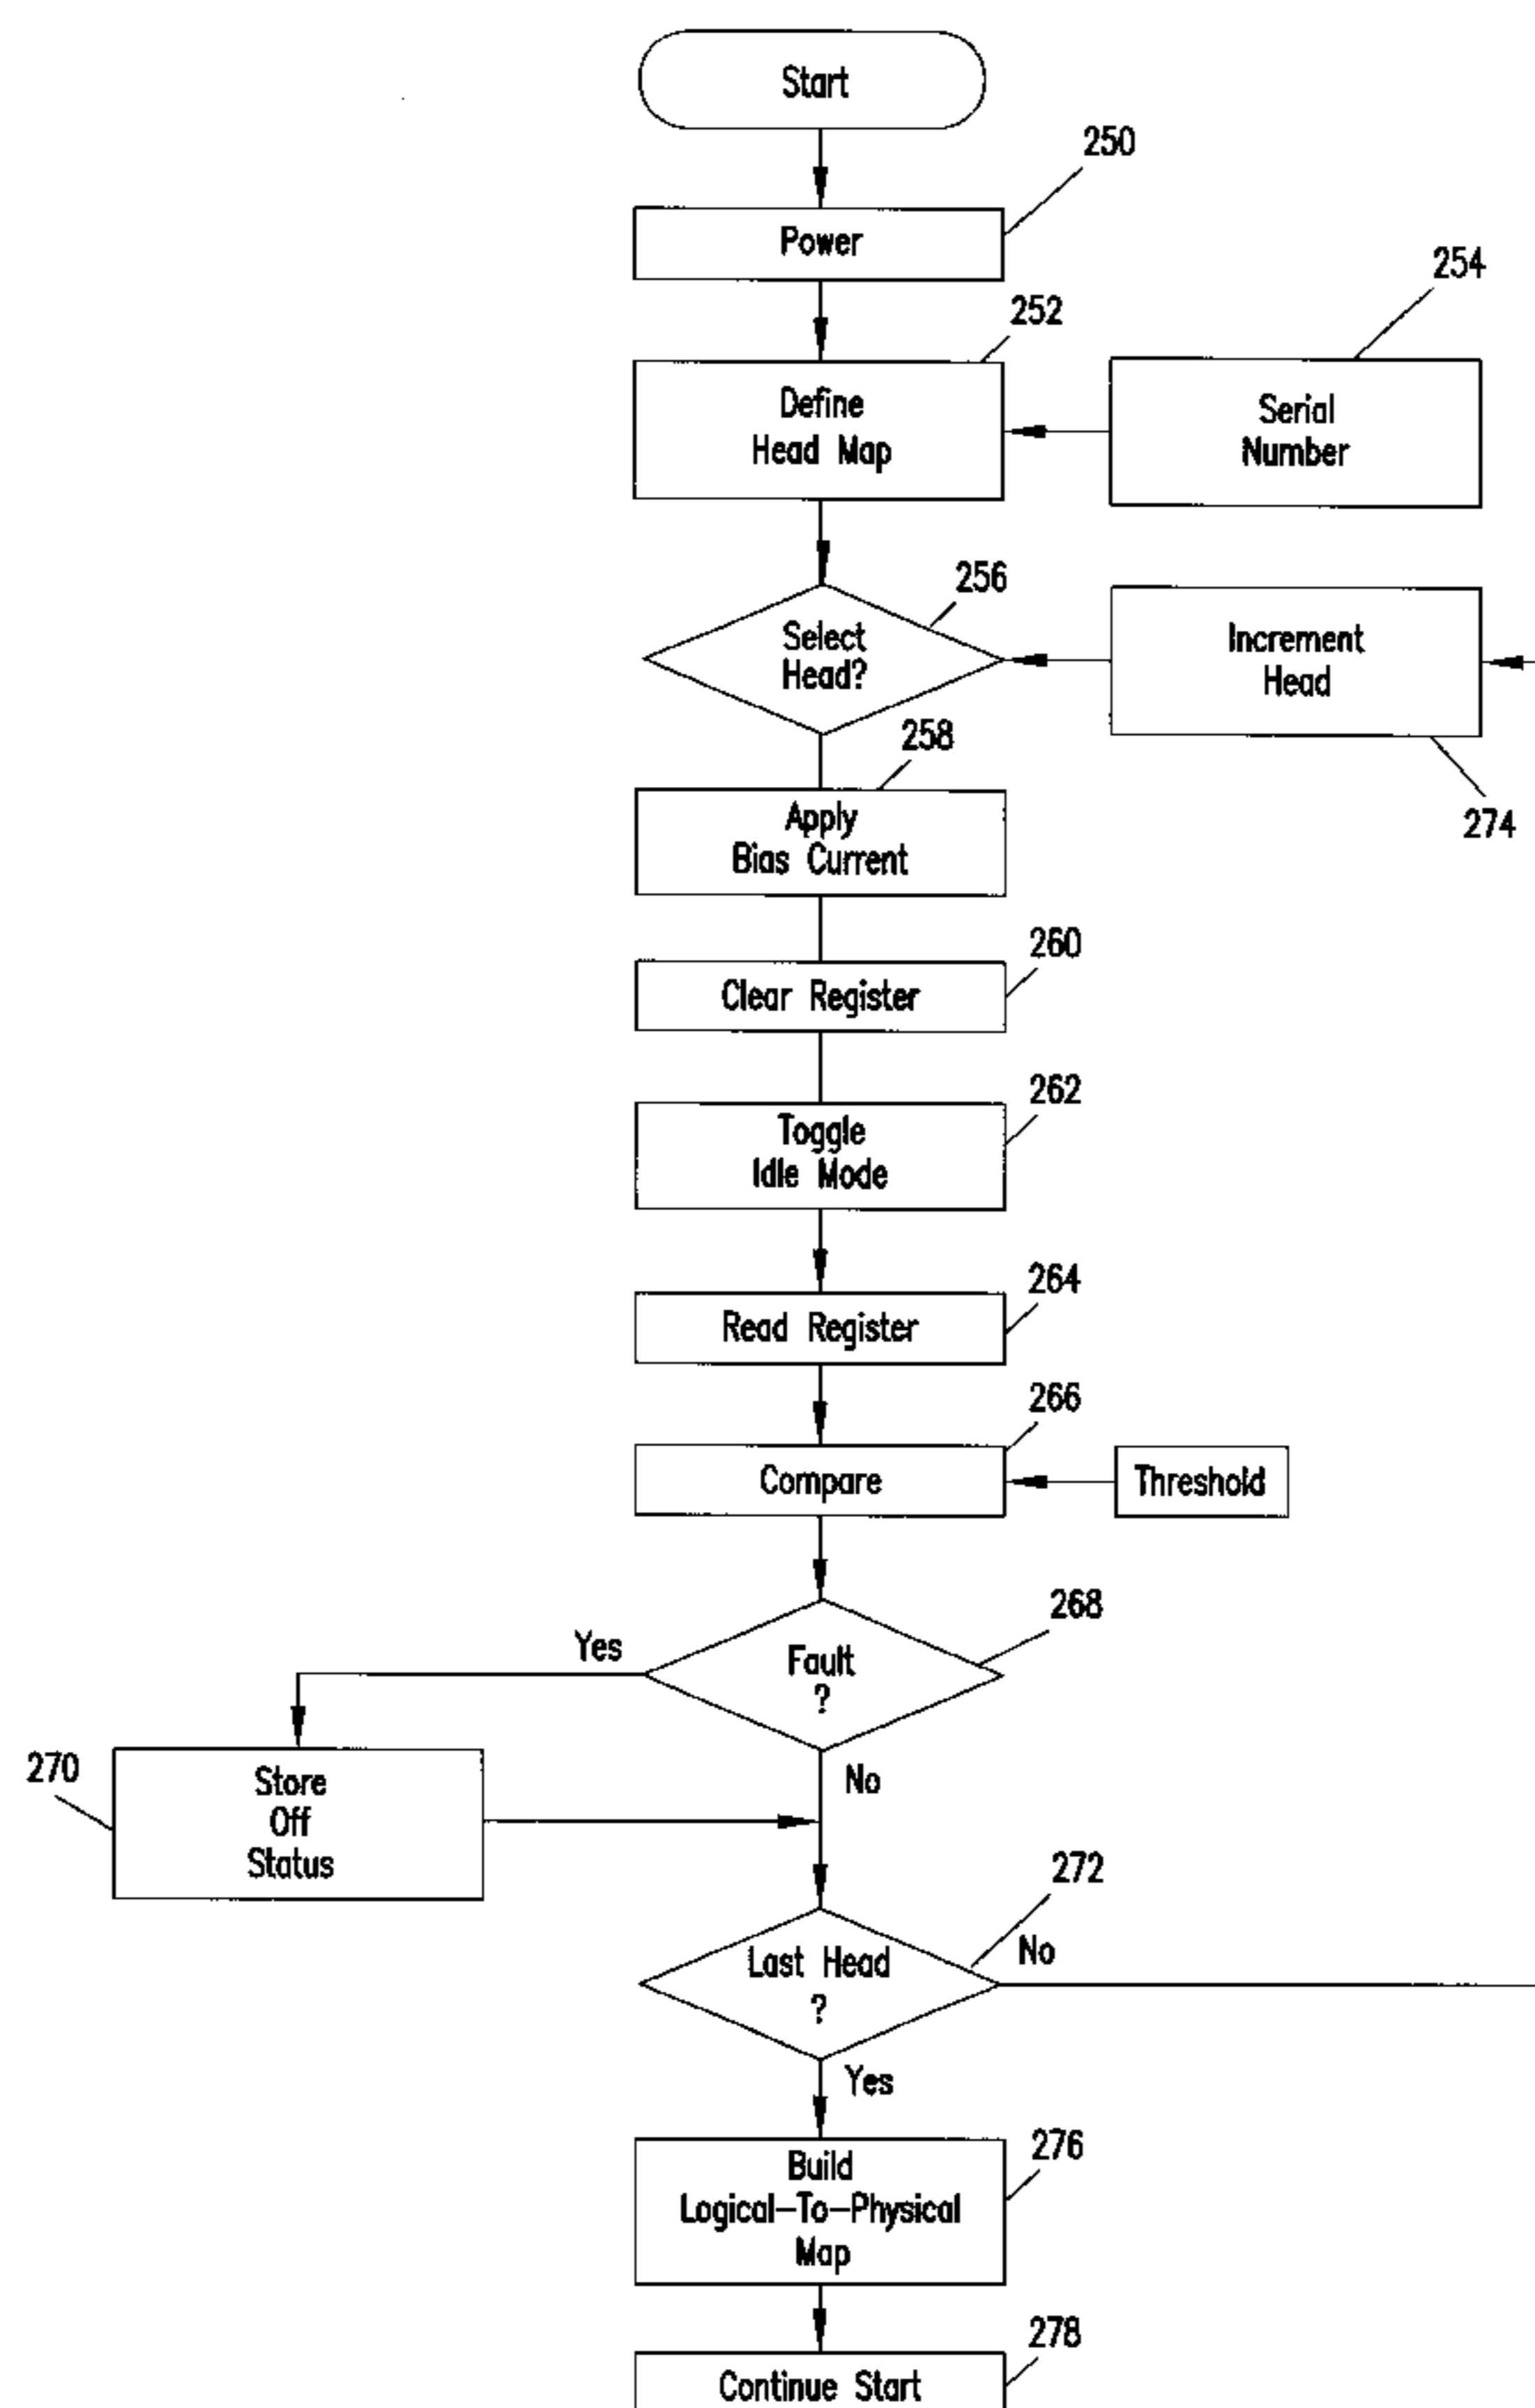 Start
250
Power
252
254
Define
Head Map
Serial
Number
256
Select
Head?
Increment
Head
274
258
Apply
Bias Current
260
Clear Register
262
Toggle
Idle Mode
264
Read Register
266
Compare
Threshold
268
Yes
Fault
?
No
270
Store
Off
Status
272
Last Head
?
No
Yes
276
Build
Logical-To-Physical
Map
278
Continue Start